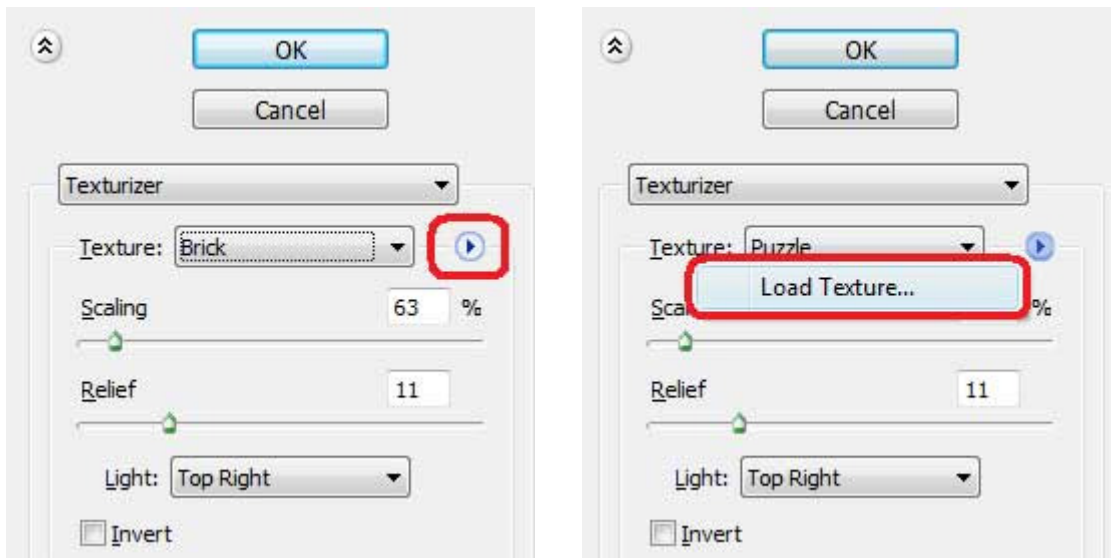 OK
Cancel
Texturizer
Texture: Brick
Scaling 63 %
Relief 11
Light: Top Right
Invert
OK
Cancel
Texturizer
Texture: Puzzle
Load Texture...
Scal %
Relief 11
Light: Top Right
Invert